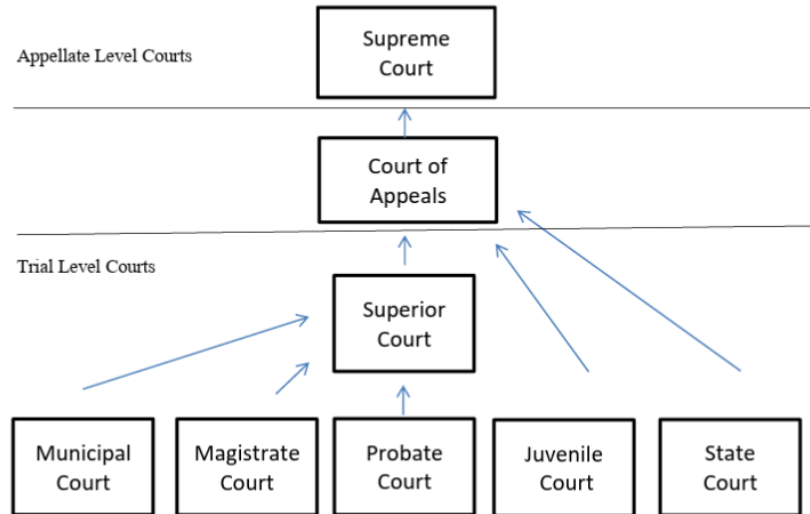 Appellate Level Courts
Supreme
Court
Court of
Appeals
Trial Level Courts
Superior
Court
Municipal
Court
Magistrate
Court
Probate
Court
Juvenile
Court
State
Court